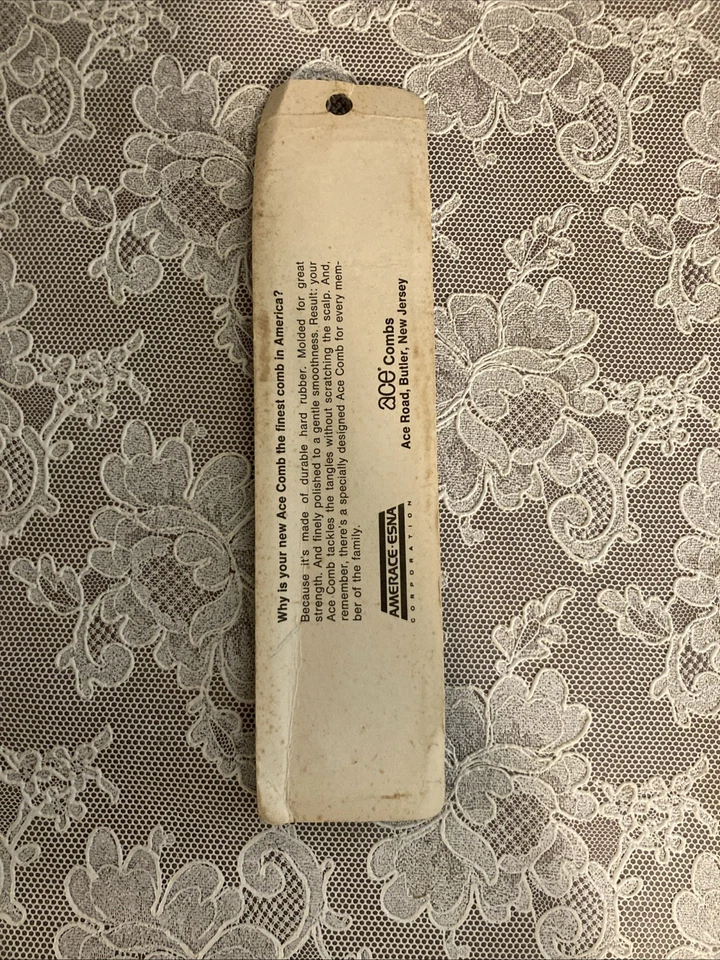 Why is your new Ace Comb the finest comb in America?
Because it's made of durable hard rubber. Molded for great
strength. And finely polished to a gentle smoothness. Result: your
Ace Comb tackles the tangles without scratching the scalp. And,
remember, there's a specially designed Ace Comb for every mem-
ber of the family.
AMERACE·ESNA
CORPORATION
ace® Combs
Ace Road, Butler, New Jersey